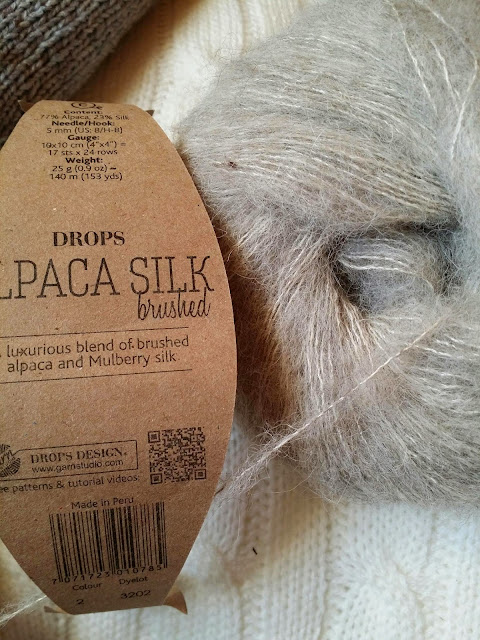 Content:
77% Alpaca, 23% Silk
Needle/Hook:
5 mm (US: 8/H-8)
Gauge:
10x10 cm (4"x4") =
17 sts x 24 rows
Weight:
25 g (0.9 oz) =
140 m (153 yds)
DROPS
LPACA SILK
brushed
luxurious blend of brushed
alpaca and Mulberry silk.
DROPS DESIGN®
www.garnstudio.com
ee patterns & tutorial videos:
Made in Peru
7 071723 010785
Colour Dyelot
2 3202